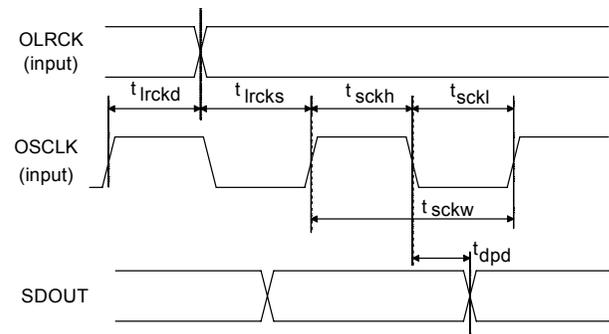 OLRCK
(input)
t lrckd
t lrcks
t sckh
t sckl
OSCLK
(input)
t sckw
t dpd
SDOUT